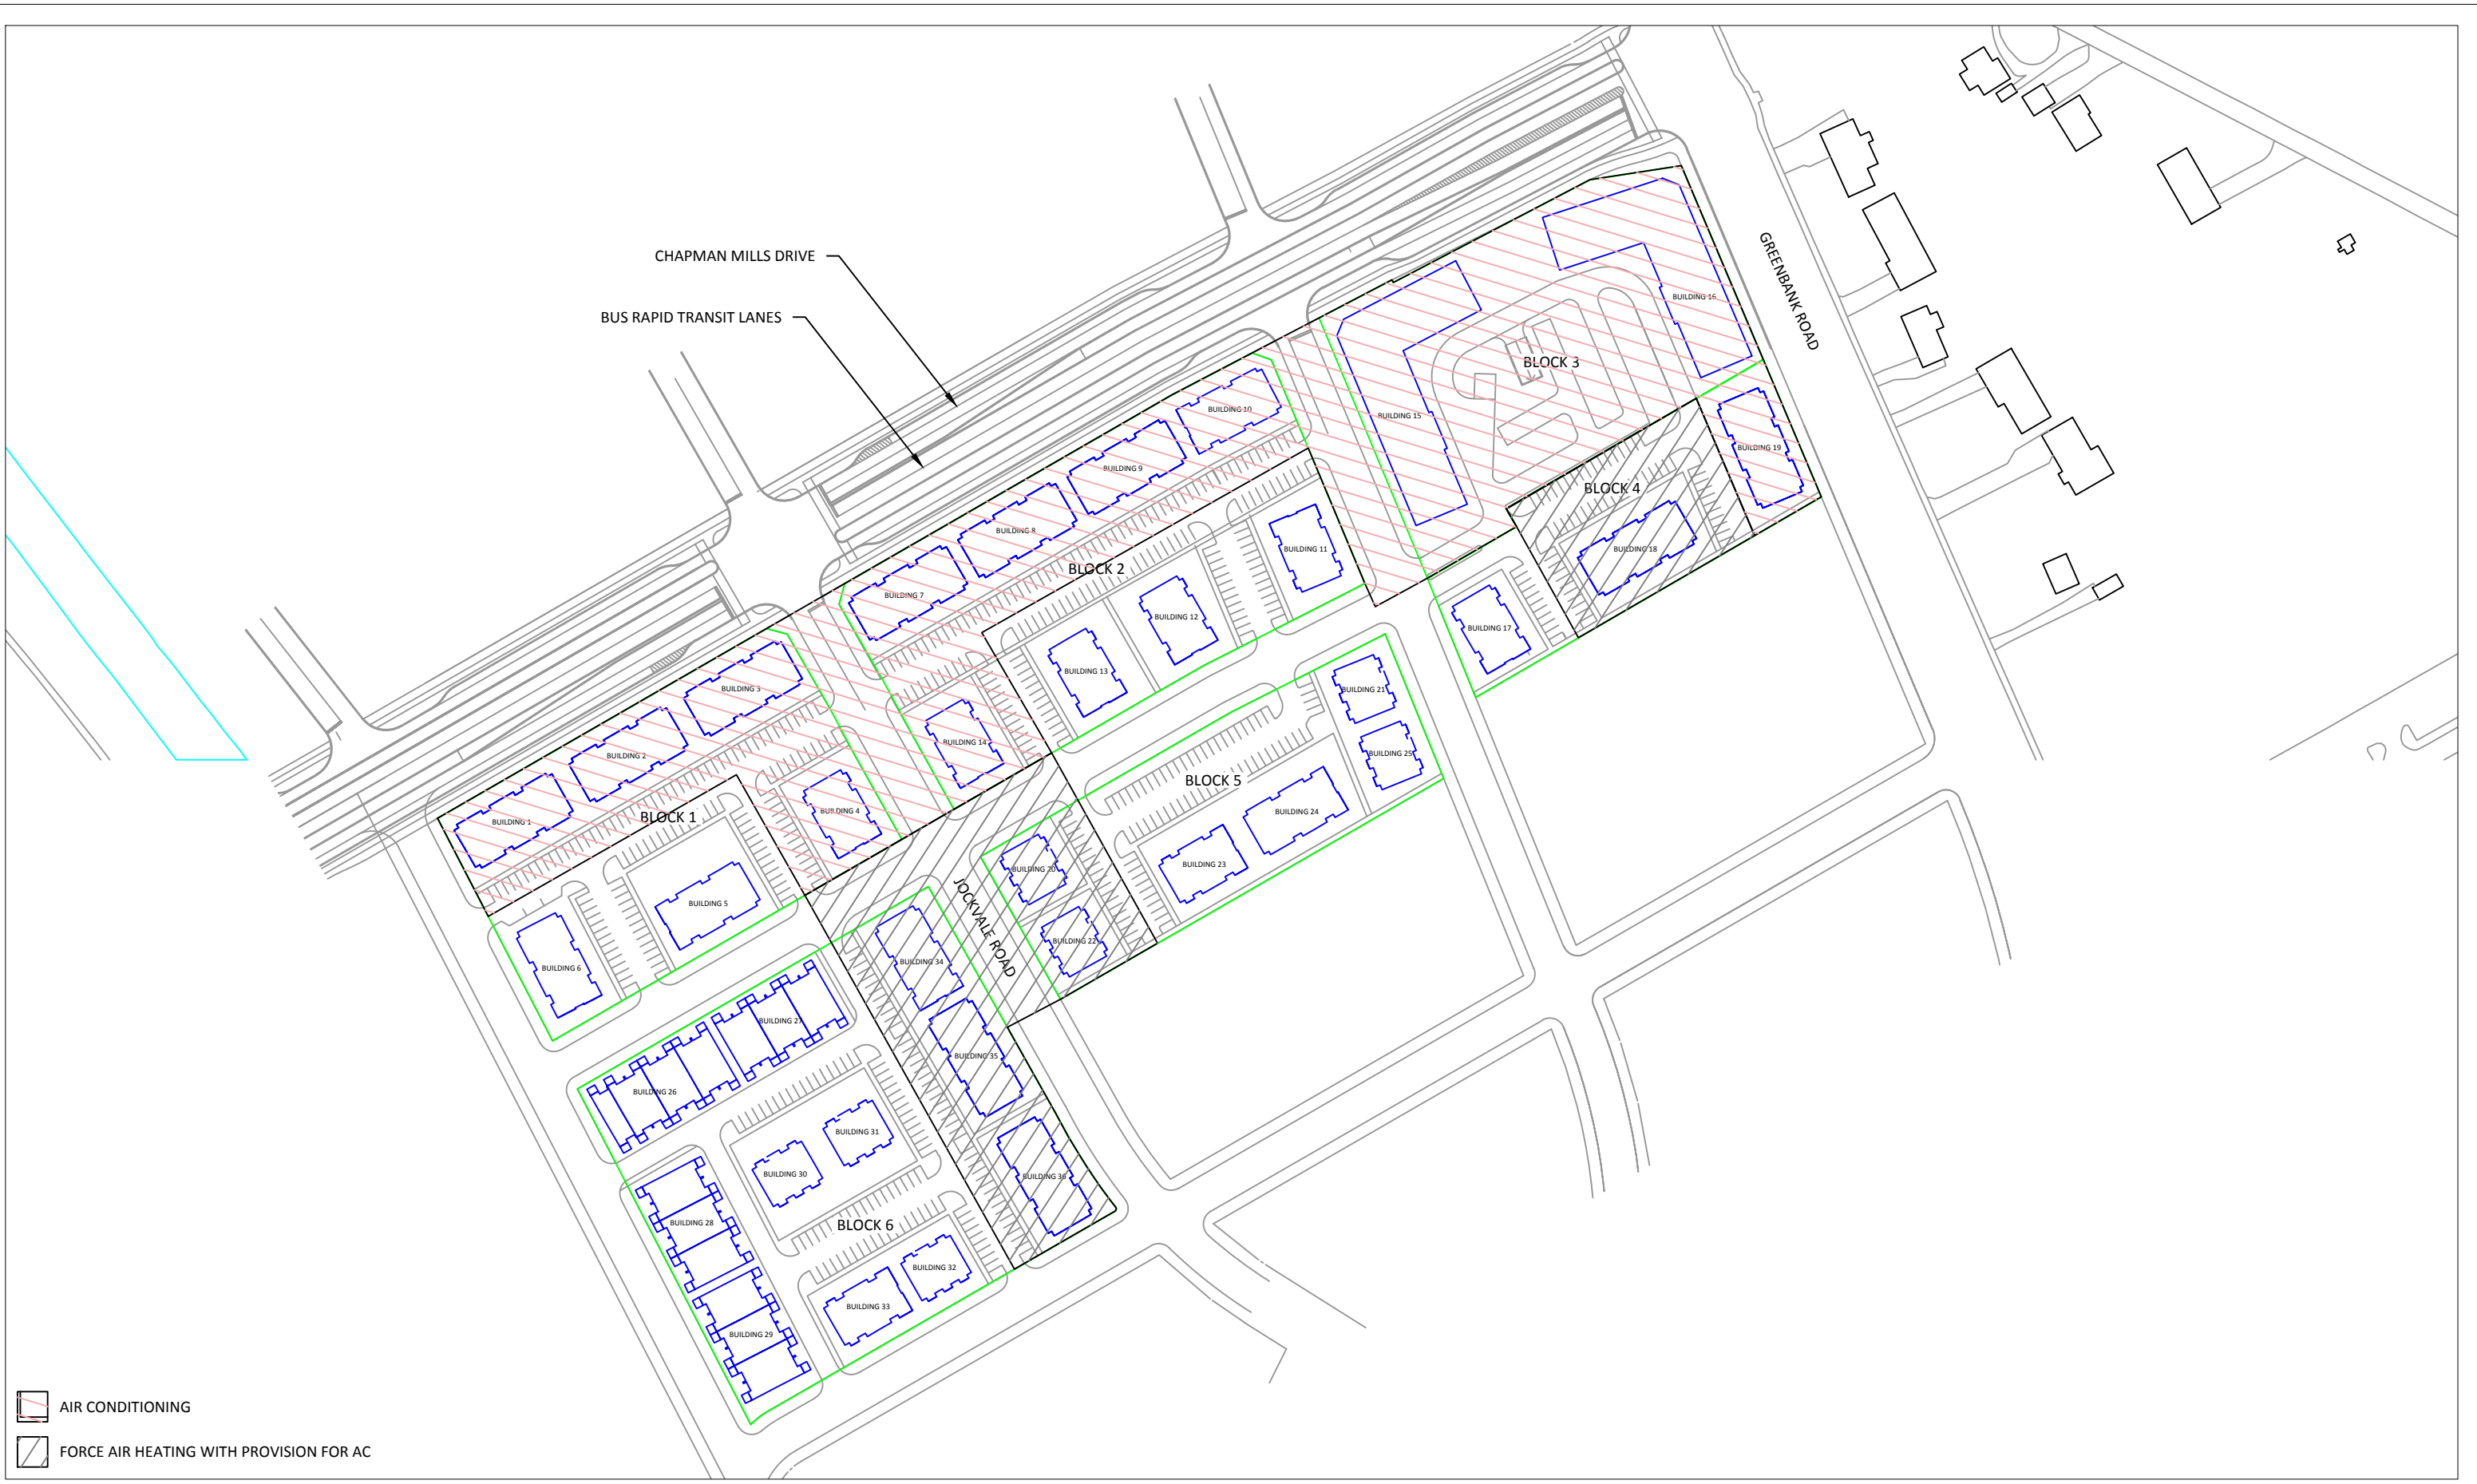 CHAPMAN MILLS DRIVE
BUS RAPID TRANSIT LANES
GREENBANK ROAD
BUILDING 16
BLOCK 3
BUILDING 15
BUILDING 10
BUILDING 19
BUILDING 9
BLOCK 4
BUILDING 8
BUILDING 11
BUILDING 18
BLOCK 2
BUILDING 7
BUILDING 12
BUILDING 17
BUILDING 13
BUILDING 3
BUILDING 21
BUILDING 14
BUILDING 2
BUILDING 25
BLOCK 5
BUILDING 4
BUILDING 24
BLOCK 1
BUILDING 1
BUILDING 23
BUILDING 20
BUILDING 5
JOCKVALE ROAD
BUILDING 22
BUILDING 34
BUILDING 6
BUILDING 27
BUILDING 35
BUILDING 26
BUILDING 31
BUILDING 30
BUILDING 36
BUILDING 28
BLOCK 6
BUILDING 32
BUILDING 33
BUILDING 29
AIR CONDITIONING
FORCE AIR HEATING WITH PROVISION FOR AC